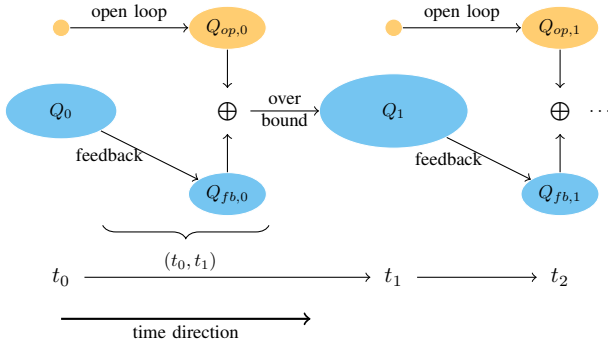 open loop
Q_{op,0}
open loop
Q_{op,1}
Q_0
⊕
over
bound
Q_1
⊕
...
feedback
feedback
Q_{fb,0}
Q_{fb,1}
(t_0, t_1)
t_0
t_1
t_2
time direction